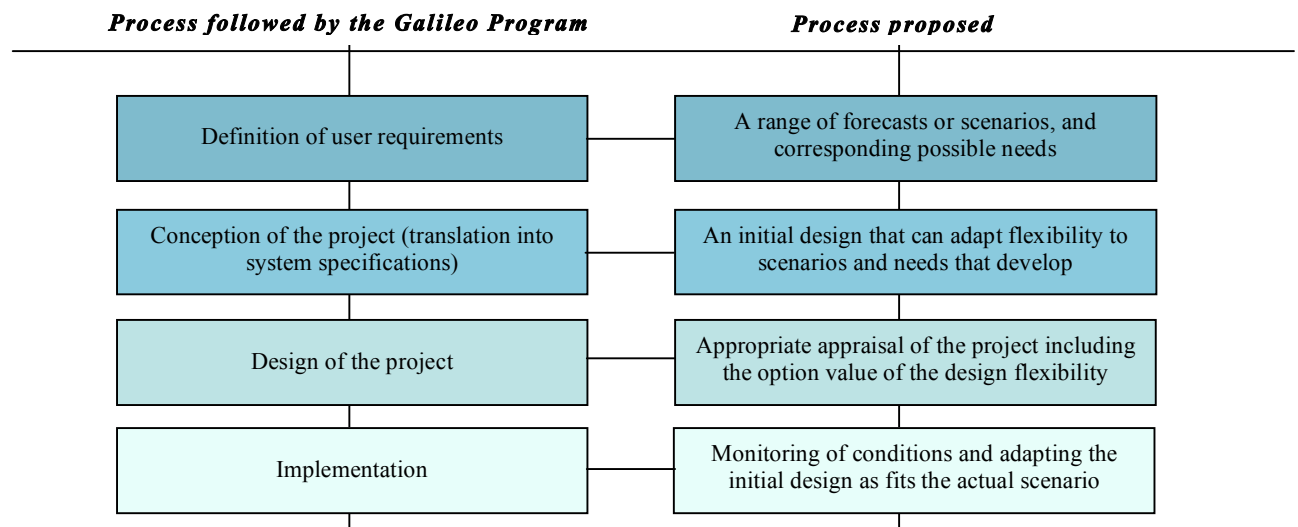 Process followed by the Galileo Program
Process proposed
Definition of user requirements
A range of forecasts or scenarios, and
corresponding possible needs
Conception of the project (translation into
system specifications)
An initial design that can adapt flexibility to
scenarios and needs that develop
Design of the project
Appropriate appraisal of the project including
the option value of the design flexibility
Implementation
Monitoring of conditions and adapting the
initial design as fits the actual scenario